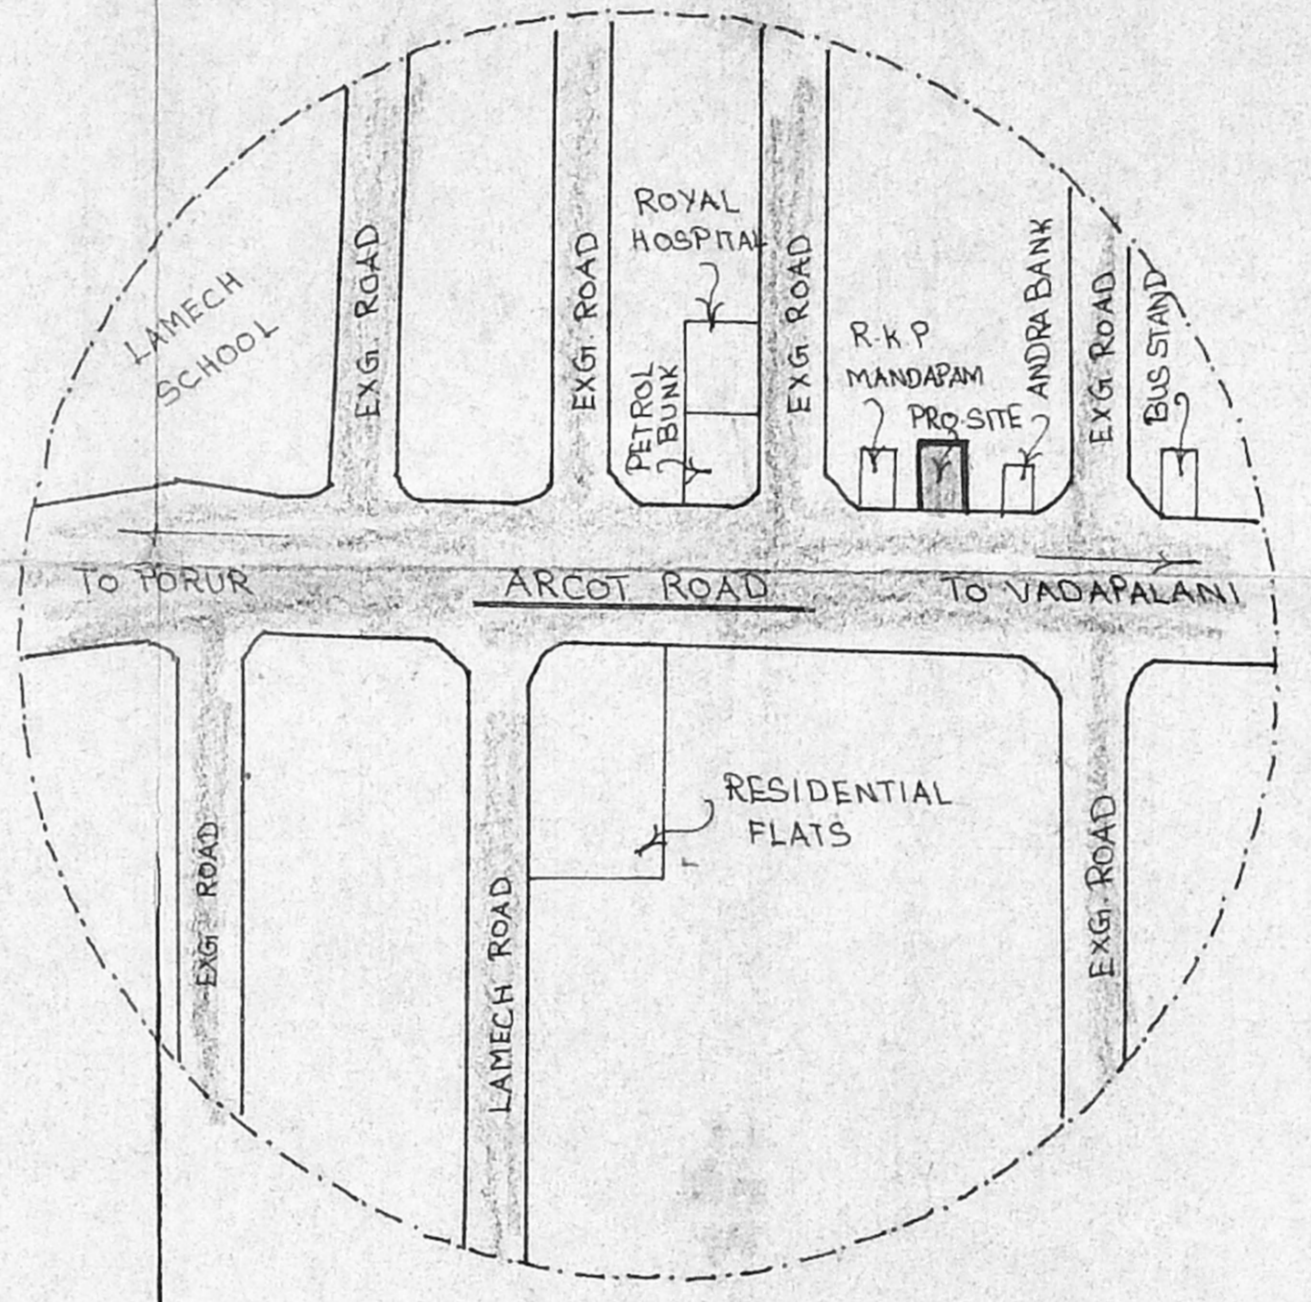 LAMECH
SCHOOL
EXG. ROAD
EXG. ROAD
ROYAL
HOSPITAL
PETROL
BUNK
EXG. ROAD
R.K.P
MANDAPAM
PRO.SITE
ANDRA BANK
EXG. ROAD
BUS STAND
TO PORUR
ARCOT ROAD
TO VADAPALANI
EXG. ROAD
LAMECH ROAD
RESIDENTIAL
FLATS
EXG. ROAD